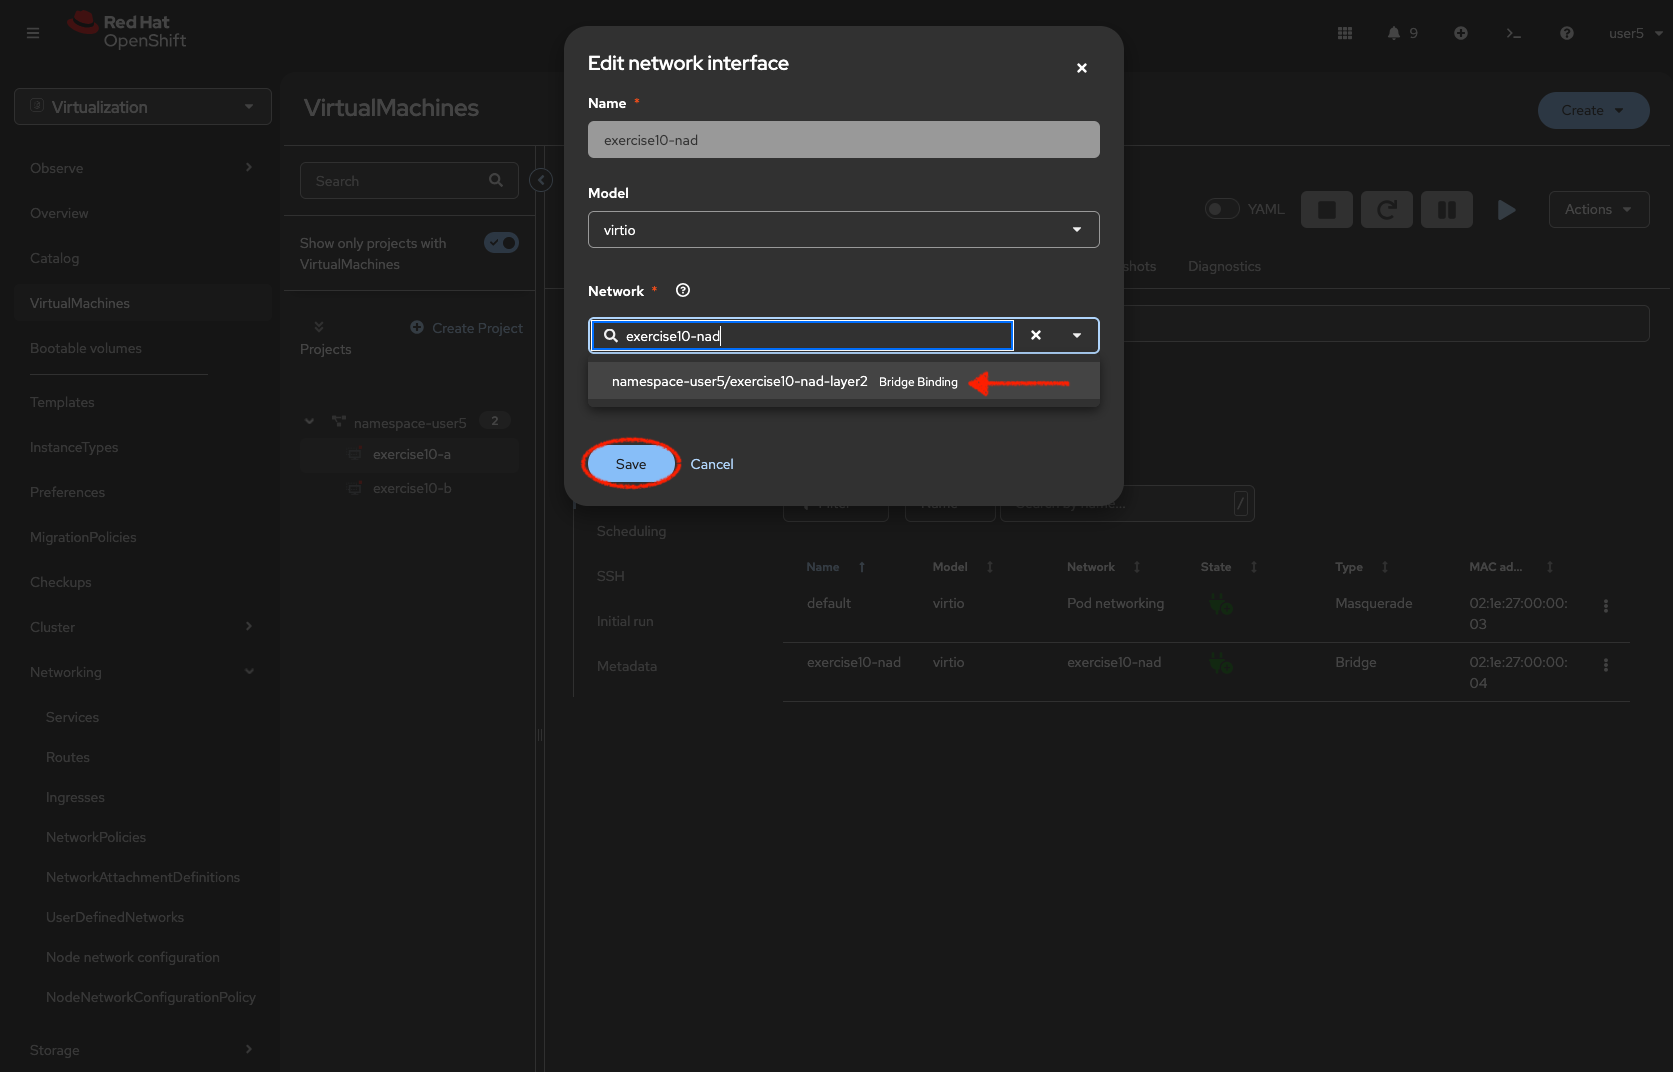 Red Hat
OpenShift
9
user5
Virtualization
Observe
Overview
Catalog
VirtualMachines
Bootable volumes
Templates
InstanceTypes
Preferences
MigrationPolicies
Checkups
Cluster
Networking
Services
Routes
Ingresses
NetworkPolicies
NetworkAttachmentDefinitions
UserDefinedNetworks
Node network configuration
NodeNetworkConfigurationPolicy
Storage
VirtualMachines
Create
Search
Show only projects with
VirtualMachines
Create Project
Projects
namespace-user5 2
exercise10-a
exercise10-b
YAML
Actions
shots Diagnostics
Edit network interface
Name *
exercise10-nad
Model
virtio
Network *
exercise10-nad
namespace-user5/exercise10-nad-layer2 Bridge Binding
Save Cancel
Scheduling
SSH
Initial run
Metadata
Filter Name Search by name... /
Name Model Network State Type MAC ad...
default virtio Pod networking Masquerade 02:1e:27:00:00:
03
exercise10-nad virtio exercise10-nad Bridge 02:1e:27:00:00:
04